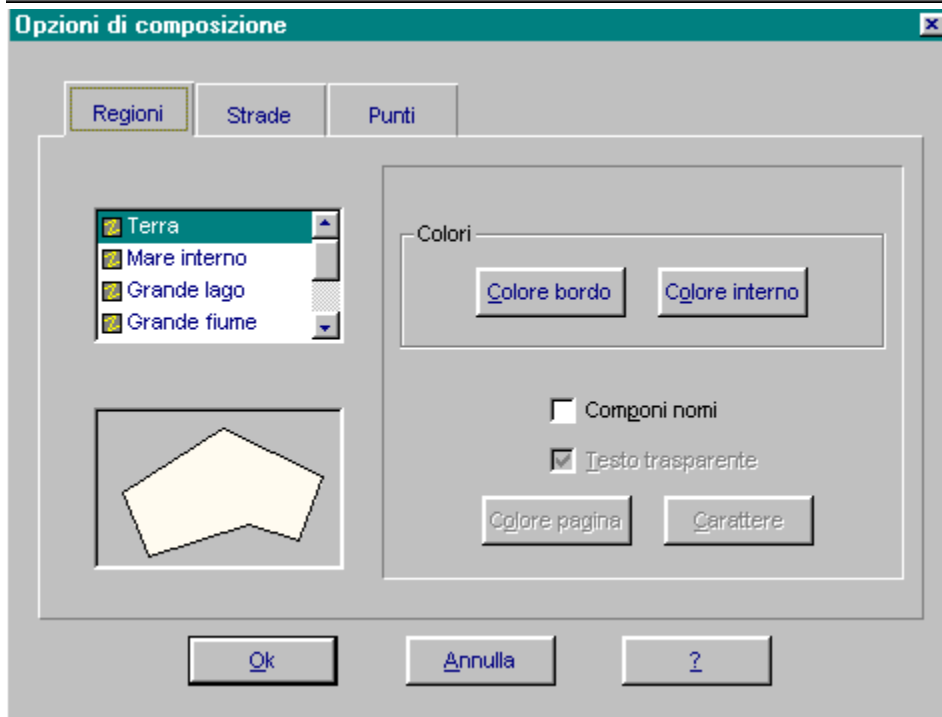 Opzioni di composizione
Regioni
Strade
Punti
Terra
Mare interno
Grande lago
Grande fiume
Colori
Colore bordo
Colore interno
Componi nomi
Testo trasparente
Colore pagina
Carattere
Ok
Annulla
?